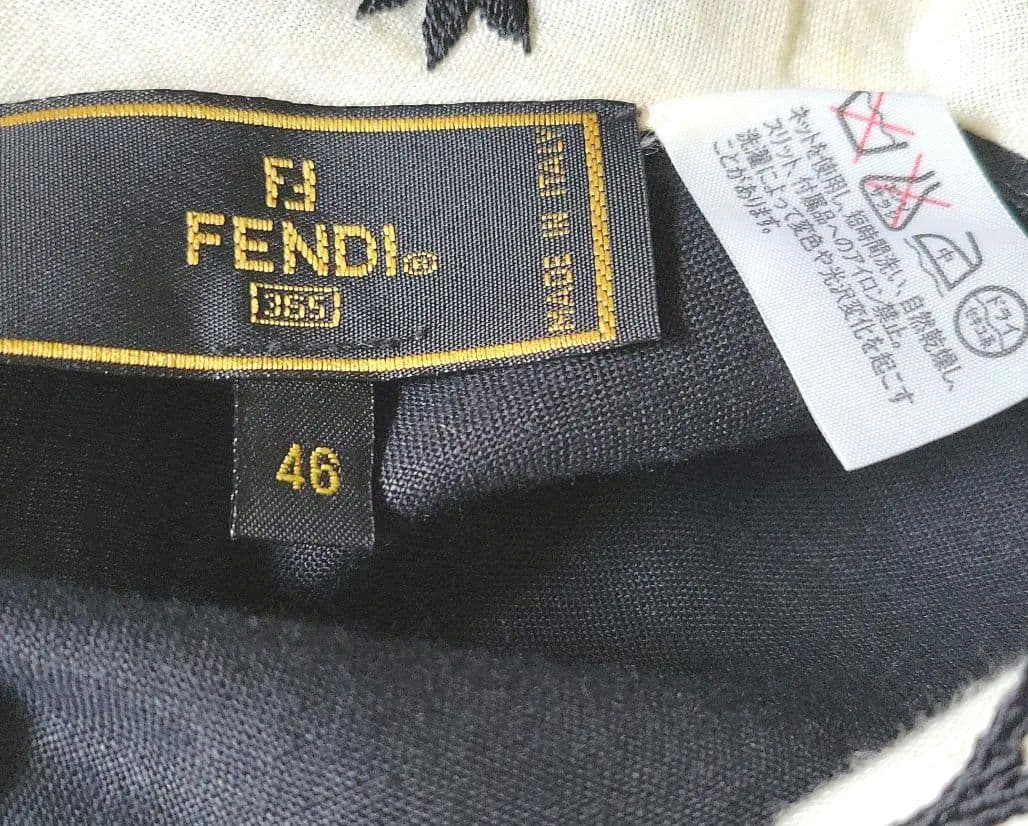 FF
FENDI®
365
MADE IN ITALY
46
中
ドライ
セキユ系
ネットを使用し、短時間洗い、自然乾燥し、
スリット、付属品へのアイロン禁止。
洗濯によって変色や光沢変化を起こす
ことがあります。